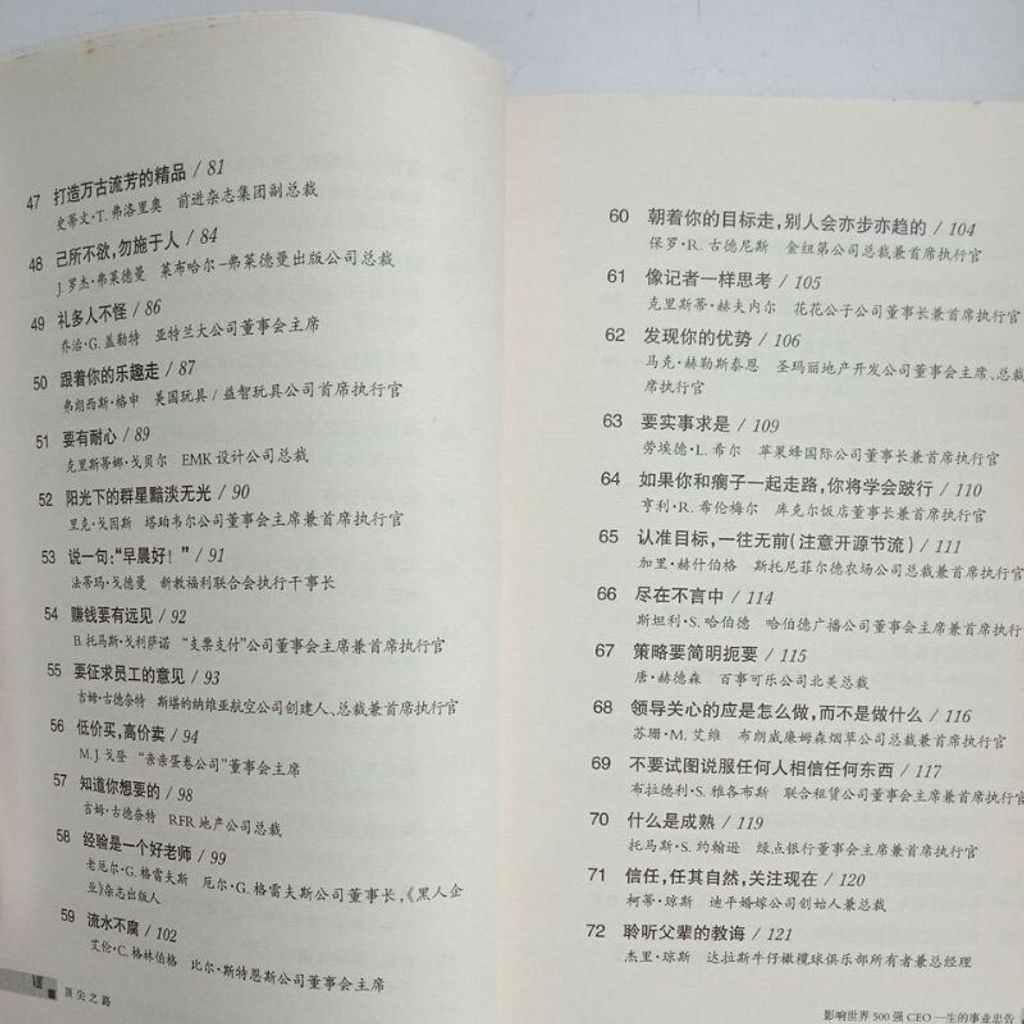 47 打造万古流芳的精品 / 81
史蒂文·T.弗洛里奥 前进杂志集团副总裁
48 己所不欲,勿施于人 / 84
J.罗杰·弗莱德曼 莱布哈尔-弗莱德曼出版公司总裁
49 礼多人不怪 / 86
乔治·G.盖勒特 亚特兰大公司董事会主席
50 跟着你的乐趣走 / 87
弗朗西斯·格申 美国玩具/益智玩具公司首席执行官
51 要有耐心 / 89
克里斯蒂娜·戈贝尔 EMK设计公司总裁
52 阳光下的群星黯淡无光 / 90
里克·戈因斯 塔珀韦尔公司董事会主席兼首席执行官
53 说一句:“早晨好!” / 91
法蒂玛·戈德曼 新教福利联合会执行干事长
54 赚钱要有远见 / 92
B.托马斯·戈利萨诺 “支票支付”公司董事会主席兼首席执行官
55 要征求员工的意见 / 93
吉姆·古德奈特 斯堪的纳维亚航空公司创建人、总裁兼首席执行官
56 低价买,高价卖 / 94
M.J.戈登 “亲亲蛋卷公司”董事会主席
57 知道你想要的 / 98
吉姆·古德奈特 RFR地产公司总裁
58 经验是一个好老师 / 99
老厄尔·G.格雷夫斯 厄尔·G.格雷夫斯公司董事长,《黑人企
业》杂志出版人
59 流水不腐 / 102
艾伦·C.格林伯格 比尔·斯特恩斯公司董事会主席
顶尖之路
60 朝着你的目标走,别人会亦步亦趋的 / 104
保罗·R.古德尼斯 金纽第公司总裁兼首席执行官
61 像记者一样思考 / 105
克里斯蒂·赫夫内尔 花花公子公司董事长兼首席执行官
62 发现你的优势 / 106
马克·赫勒斯泰恩 圣玛丽地产开发公司董事会主席、总裁
席执行官
63 要实事求是 / 109
劳埃德·L.希尔 苹果蜂国际公司董事长兼首席执行官
64 如果你和瘸子一起走路,你将学会跛行 / 110
亨利·R.希伦梅尔 库克尔饭店董事长兼首席执行官
65 认准目标,一往无前(注意开源节流) / 111
加里·赫什伯格 斯托尼菲尔德农场公司总裁兼首席执行官
66 尽在不言中 / 114
斯坦利·S.哈伯德 哈伯德广播公司董事会主席兼首席执行
67 策略要简明扼要 / 115
唐·赫德森 百事可乐公司北美总裁
68 领导关心的应是怎么做,而不是做什么 / 116
苏珊·M.艾维 布朗威廉姆森烟草公司总裁兼首席执行官
69 不要试图说服任何人相信任何东西 / 117
布拉德利·S.雅各布斯 联合租赁公司董事会主席兼首席执行官
70 什么是成熟 / 119
托马斯·S.约翰逊 绿点银行董事会主席兼首席执行官
71 信任,任其自然,关注现在 / 120
柯蒂·琼斯 迪平婚嫁公司创始人兼总裁
72 聆听父辈的教诲 / 121
杰里·琼斯 达拉斯牛仔橄榄球俱乐部所有者兼总经理
影响世界500强CEO一生的事业忠告